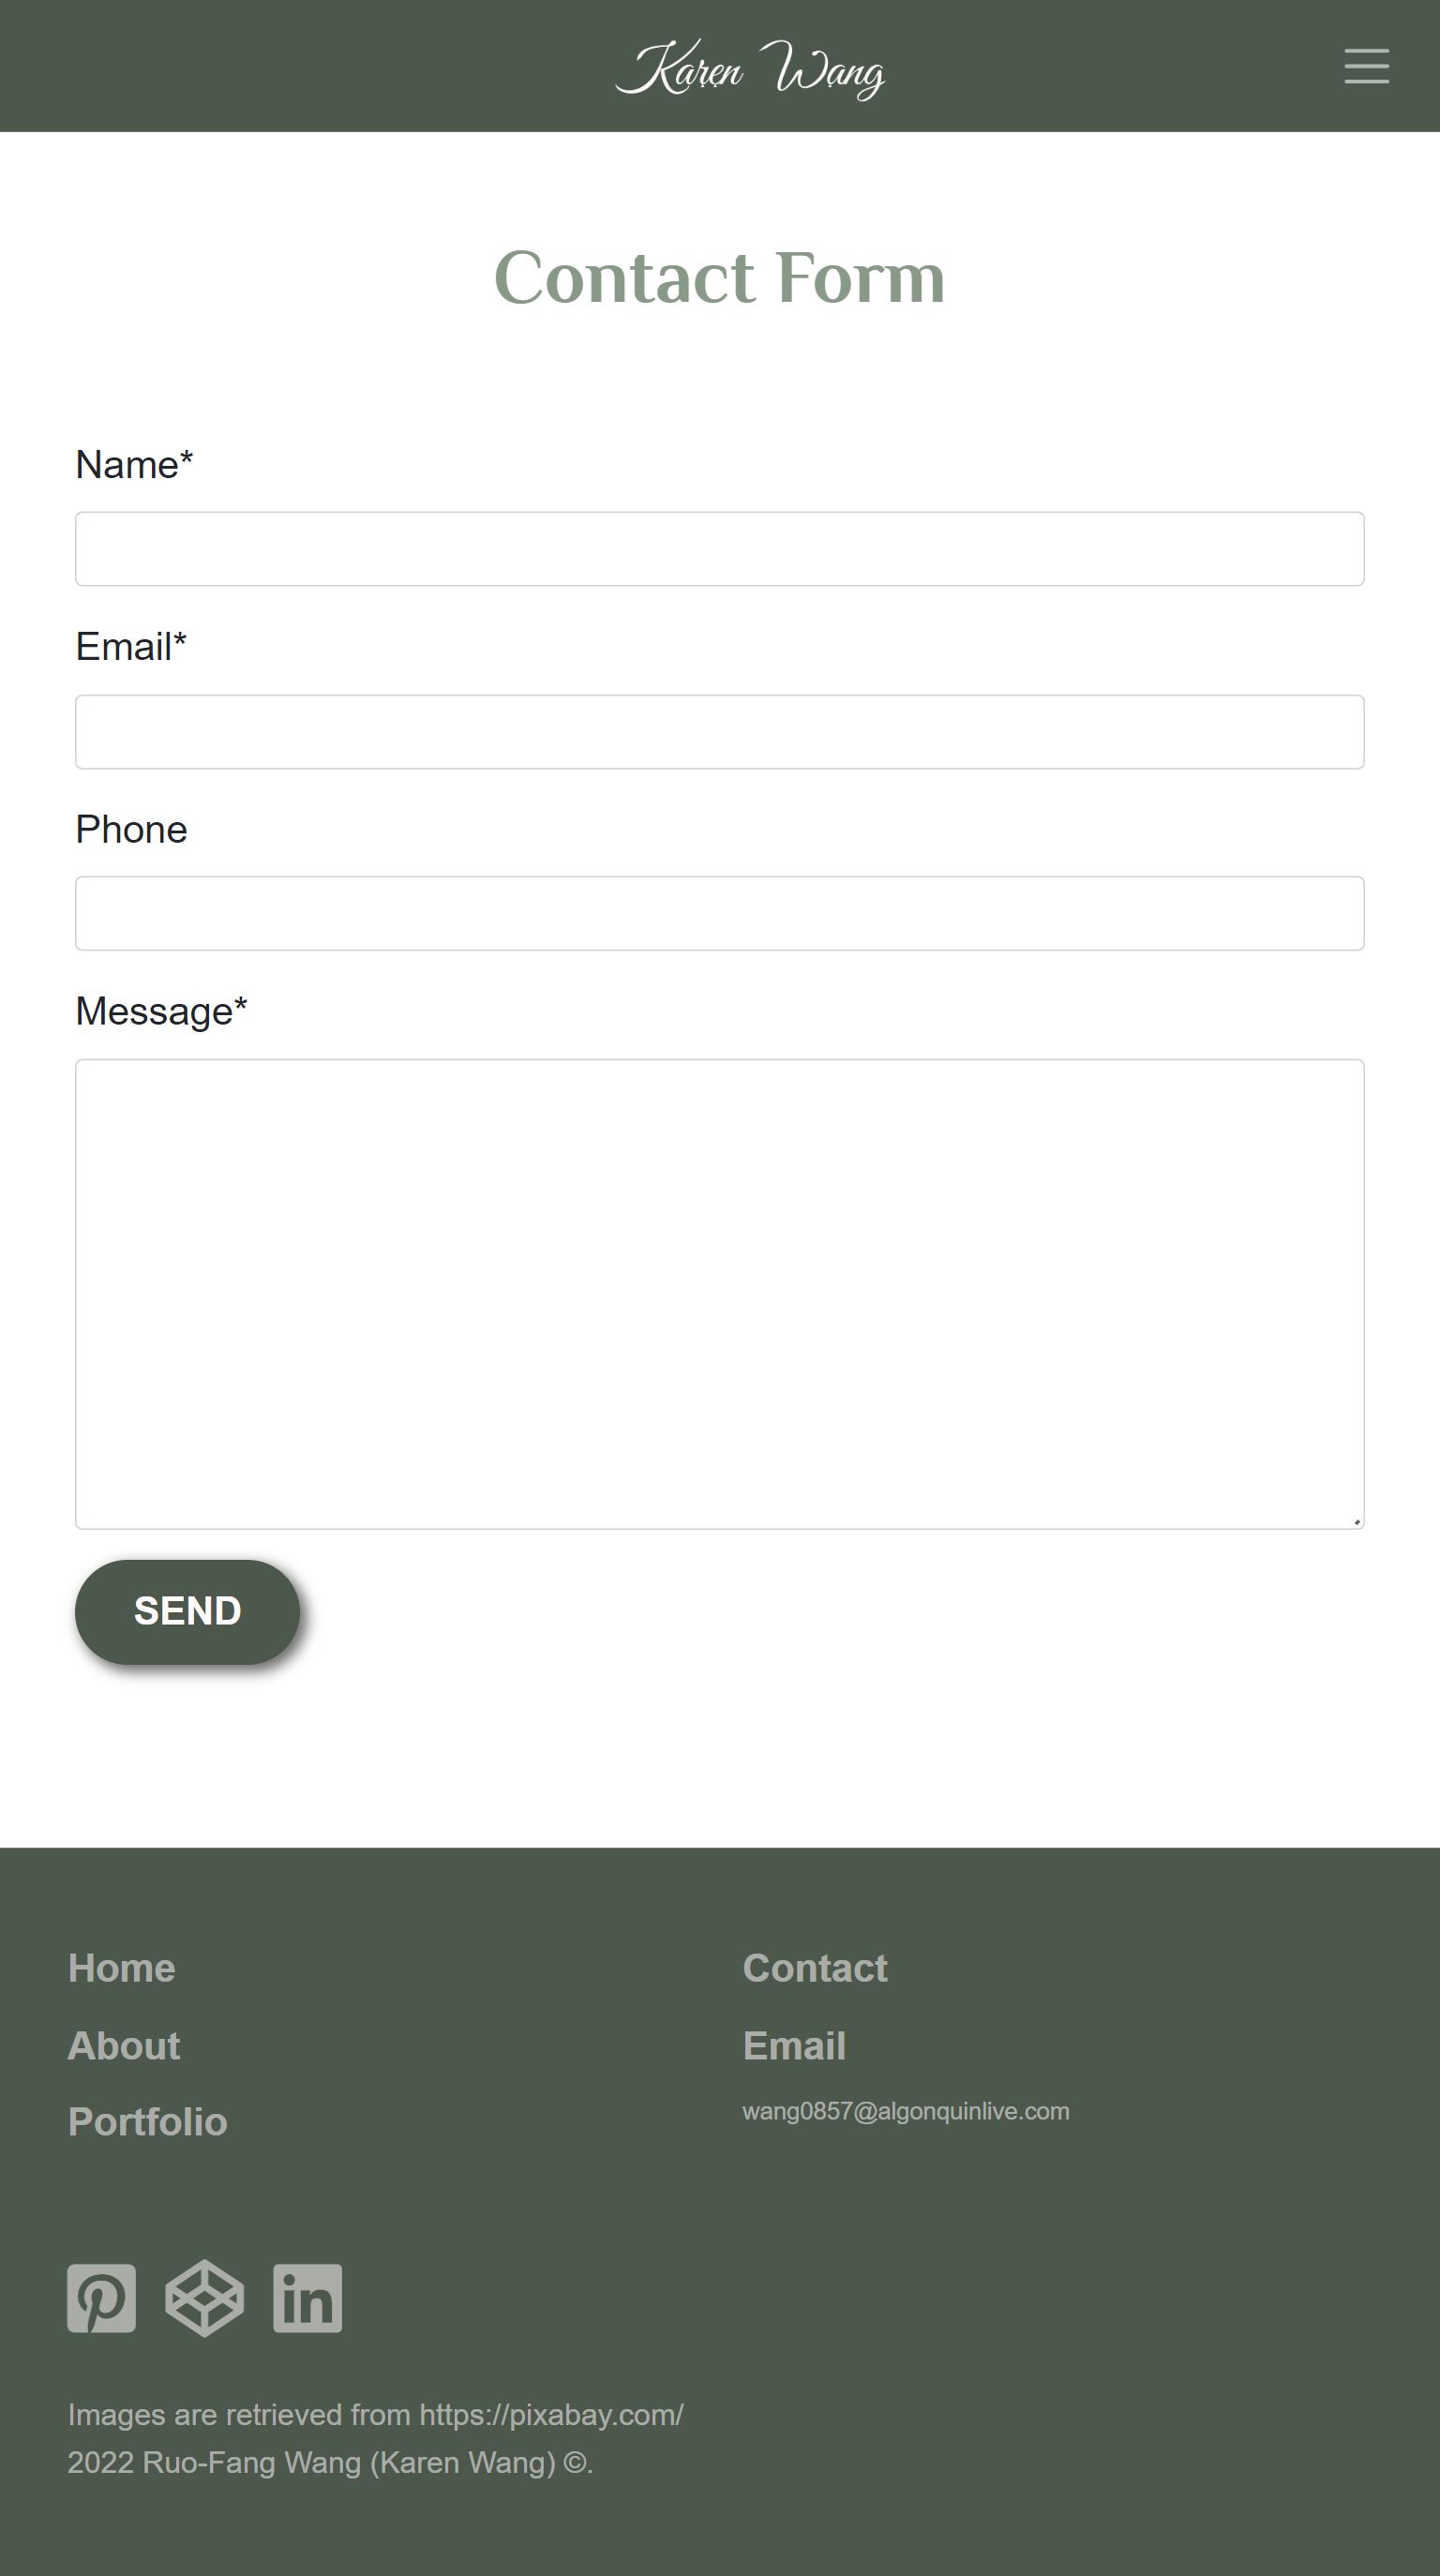 Karen Wang
Contact Form
Name*
Email*
Phone
Message*
SEND
Home
About
Portfolio
Contact
Email
wang0857@algonquinlive.com
Images are retrieved from https://pixabay.com/
2022 Ruo-Fang Wang (Karen Wang) ©.